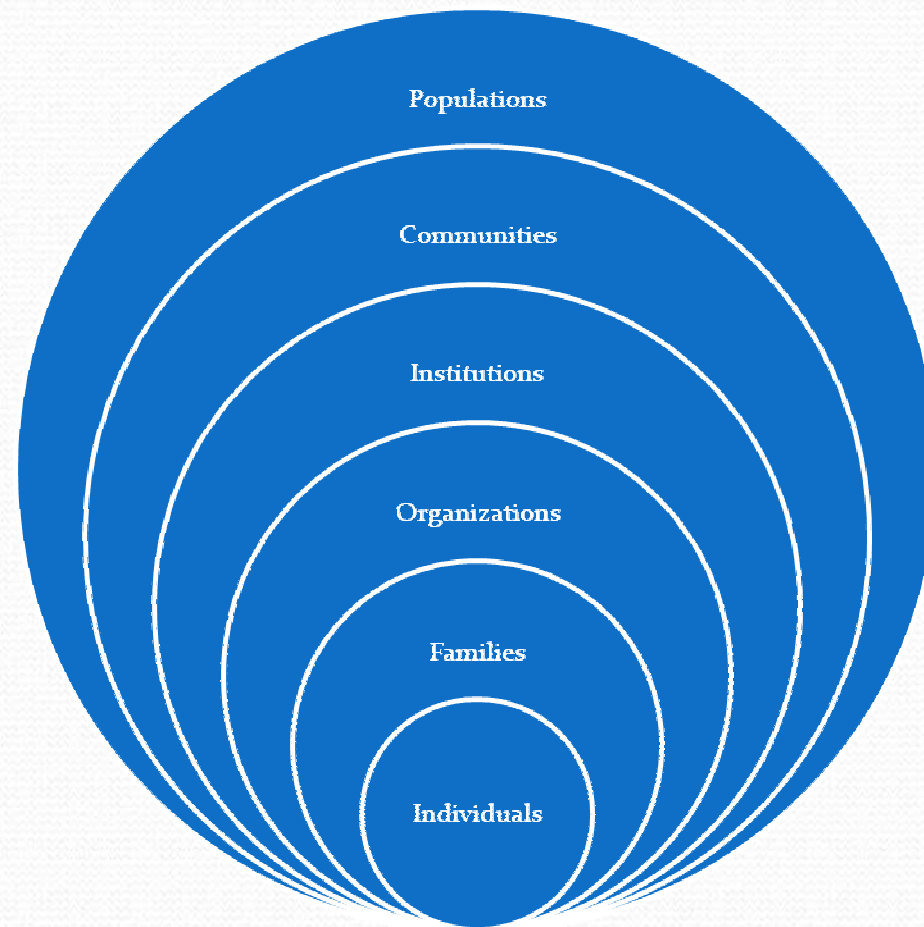 Populations
Communities
Institutions
Organizations
Families
Individuals